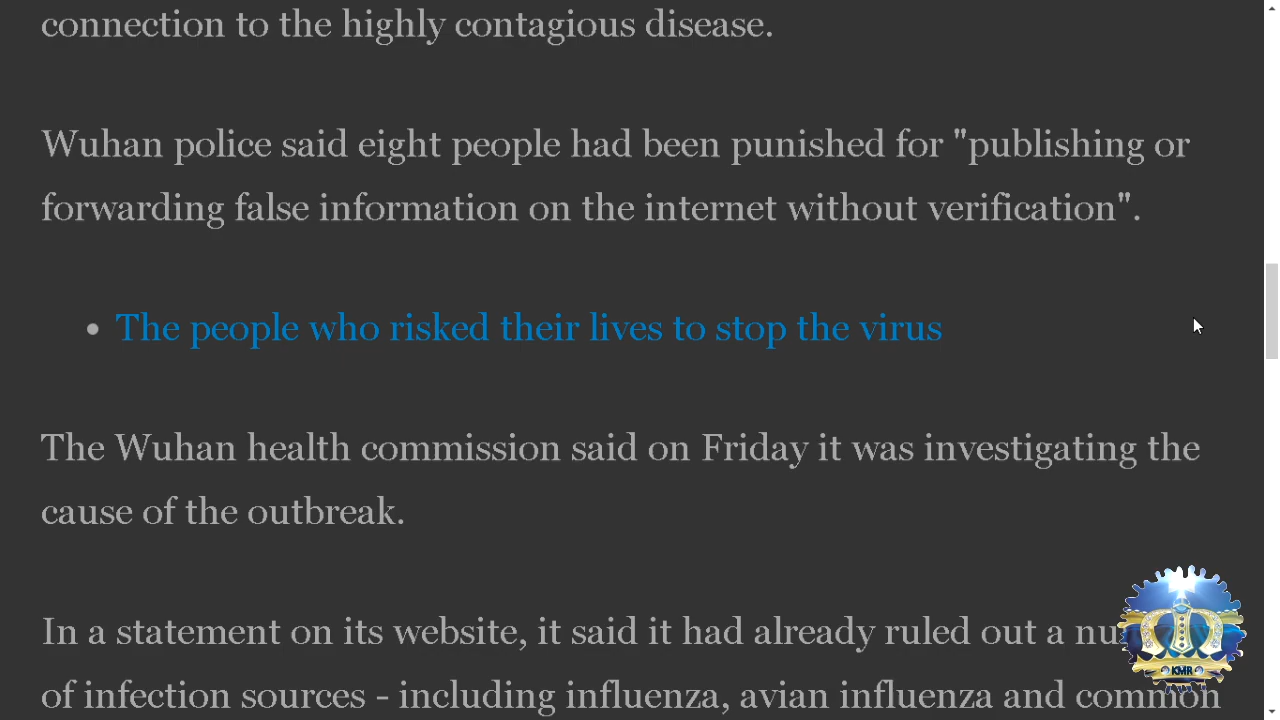 connection to the highly contagious disease.
Wuhan police said eight people had been punished for "publishing or
forwarding false information on the internet without verification".
• The people who risked their lives to stop the virus
The Wuhan health commission said on Friday it was investigating the
cause of the outbreak.
In a statement on its website, it said it had already ruled out a
of infection sources - including influenza, avian influenza and common
KMR